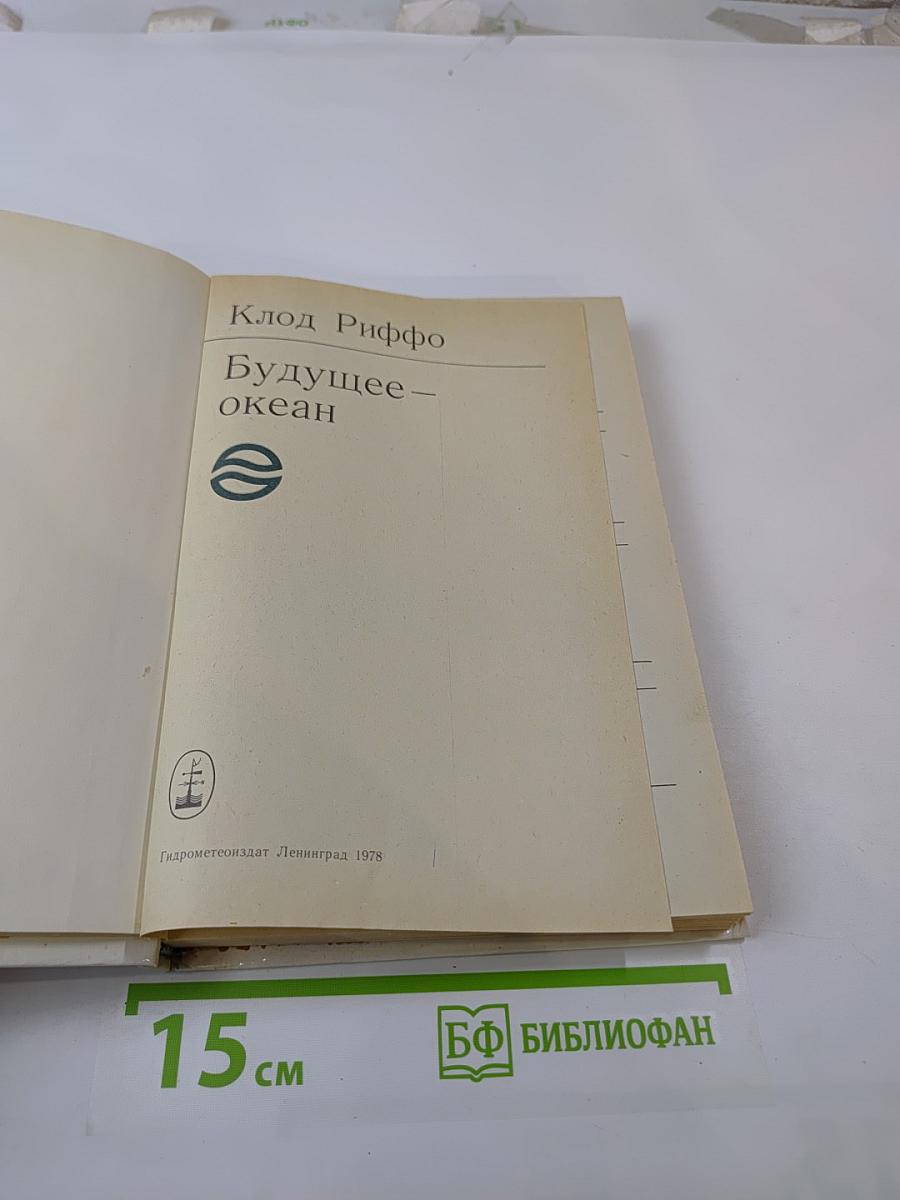 Клод Риффо
Будущее—
океан
Гидрометеоиздат Ленинград 1978
15 см
БФ БИБЛИОФАН